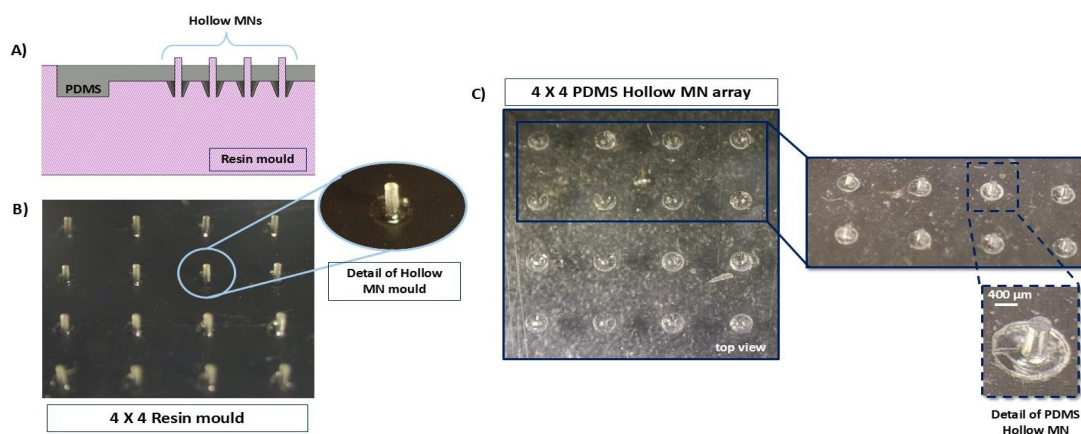 Hollow MNs
A)
PDMS
Resin mould
B)
Detail of Hollow
MN mould
4 X 4 Resin mould
C)
4 X 4 PDMS Hollow MN array
top view
400 µm
Detail of PDMS
Hollow MN